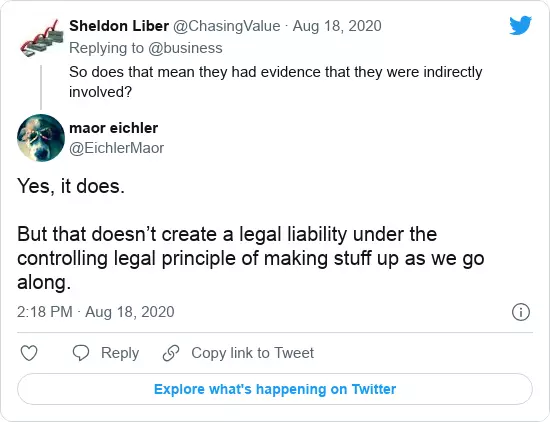 Sheldon Liber @ChasingValue · Aug 18, 2020
Replying to @business
So does that mean they had evidence that they were indirectly
involved?
maor eichler
@EichlerMaor
Yes, it does.
But that doesn’t create a legal liability under the
controlling legal principle of making stuff up as we go
along.
2:18 PM · Aug 18, 2020
Reply
Copy link to Tweet
Explore what's happening on Twitter